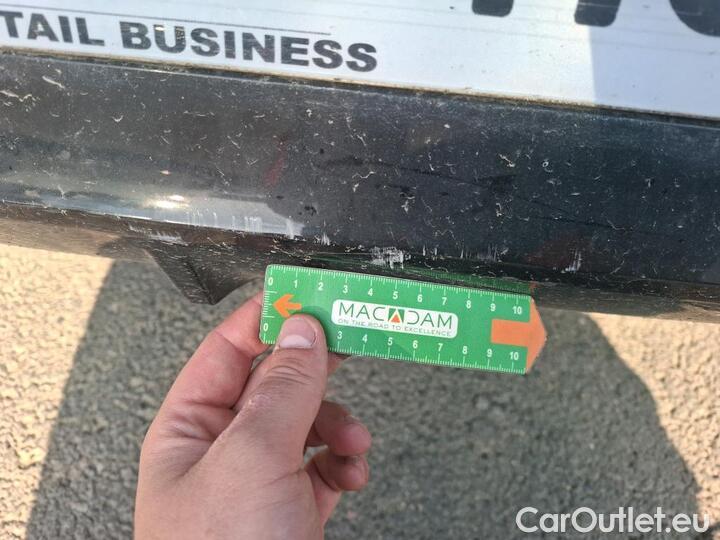 TAIL BUSINESS
0 1 2 3 4 5 6 7 8 9 10
MACADAM
ON THE ROAD TO EXCELLENCE
0 3 4 5 6 7 8 9 10
CarOutlet.eu